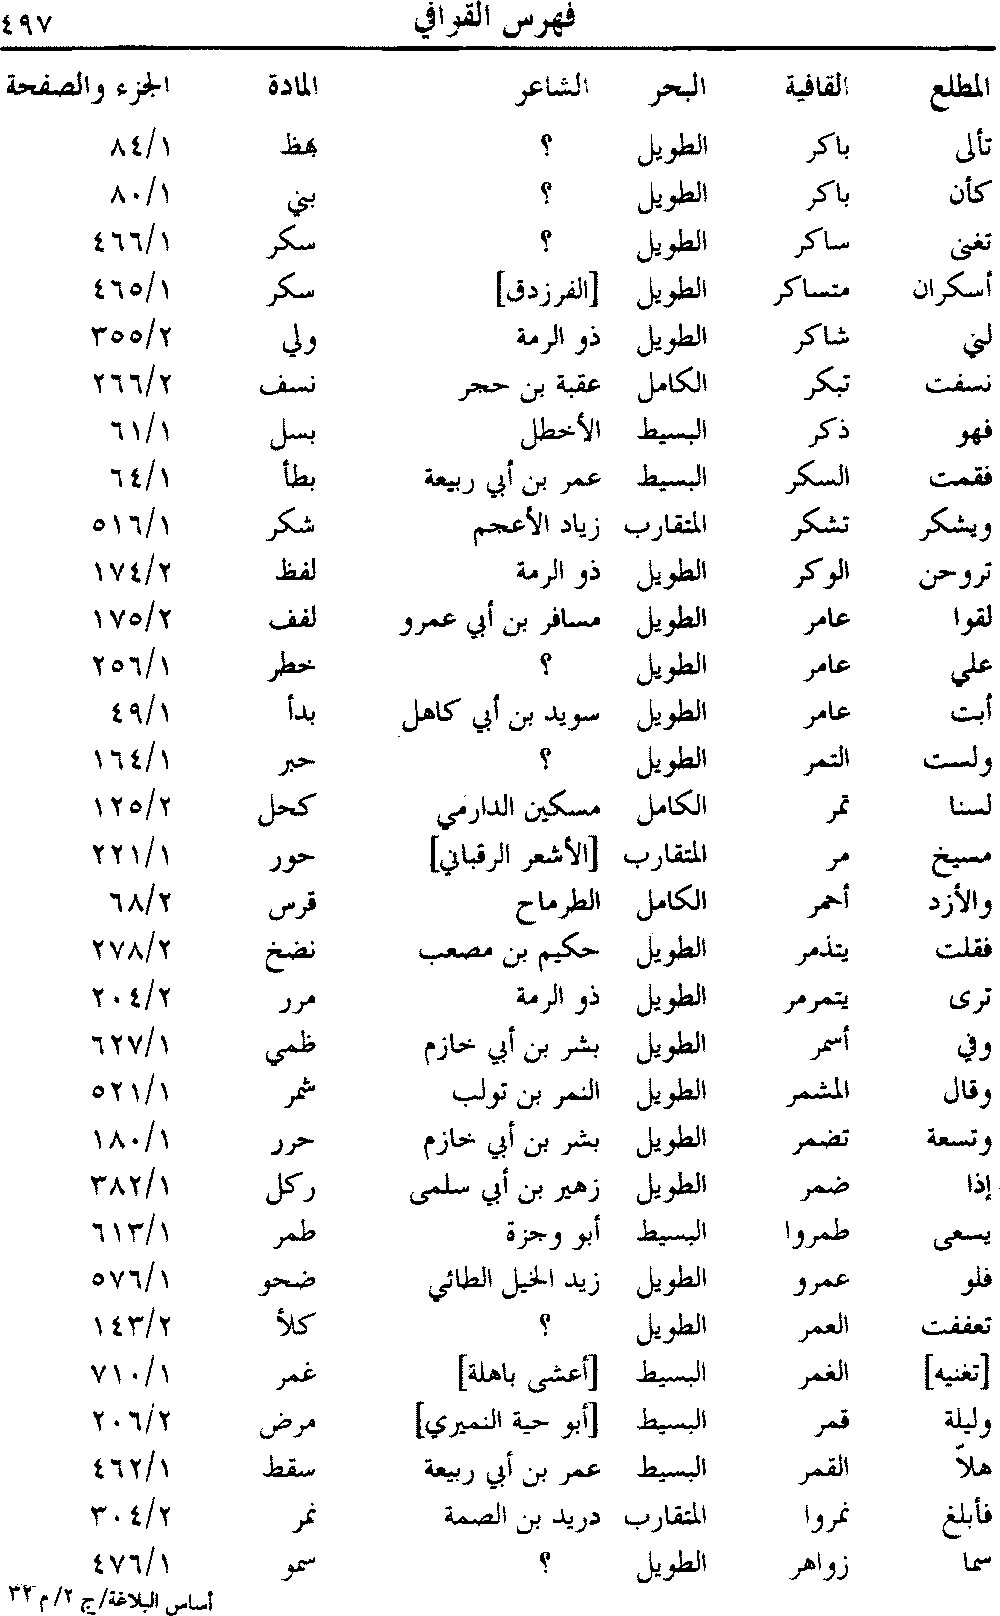 فهرس القوافي ٤٩٧
المطلع القافية البحر الشاعر المادة الجزء والصفحة
تألى باكر الطويل ؟ بهظ ٨٤/١
كأن باكر الطويل ؟ بني ٨٠/١
تغنى ساكر الطويل ؟ سكر ٤٦٦/١
أسكران متساكر الطويل [الفرزدق] سكر ٤٦٥/١
لني شاكر الطويل ذو الرمة ولي ٣٥٥/٢
نسفت تبكر الكامل عقبة بن حجر نسف ٢٦٦/٢
فهو ذكر البسيط الأخطل بسل ٦١/١
فقمت السكر البسيط عمر بن أبي ربيعة بطأ ٦٤/١
ويشكر تشكر المتقارب زياد الأعجم شكر ٥١٦/١
تروحن الوكر الطويل ذو الرمة لفظ ١٧٤/٢
لقوا عامر الطويل مسافر بن أبي عمرو لفف ١٧٥/٢
علي عامر الطويل ؟ خطر ٢٥٦/١
أبت عامر الطويل سويد بن أبي كاهل بدأ ٤٩/١
ولست التمر الطويل ؟ حبر ١٦٤/١
لسنا تمر الكامل مسكين الدارمي كحل ١٢٥/٢
مسيخ مر المتقارب [الأشعر الرقباني] حور ٢٢١/١
والأزد أحمر الكامل الطرماح قرس ٦٨/٢
فقلت يتذمر الطويل حكيم بن مصعب نضخ ٢٧٨/٢
ترى يتمرمر الطويل ذو الرمة مرر ٢٠٤/٢
وفي أسمر الطويل بشر بن أبي خازم ظمي ٦٢٧/١
وقال المشمر الطويل النمر بن تولب شمر ٥٢١/١
وتسعة تضمر الطويل بشر بن أبي خازم حرر ١٨٠/١
إذا ضمر الطويل زهير بن أبي سلمى ركل ٣٨٢/١
يسعى طمروا البسيط أبو وجزة طمر ٦١٣/١
فلو عمرو الطويل زيد الخيل الطائي ضحو ٥٧٦/١
تعففت العمر الطويل ؟ كلأ ١٤٣/٢
[تغنيه] الغمر البسيط [أعشى باهلة] غمر ٧١٠/١
وليلة قمر البسيط [أبو حية النميري] مرض ٢٠٦/٢
هلاّ القمر البسيط عمر بن أبي ربيعة سقط ٤٦٢/١
فأبلغ نمروا المتقارب دريد بن الصمة نمر ٣٠٤/٢
سما زواهر الطويل ؟ سمو ٤٧٦/١
أساس البلاغة/ج ٢/م ٣٢